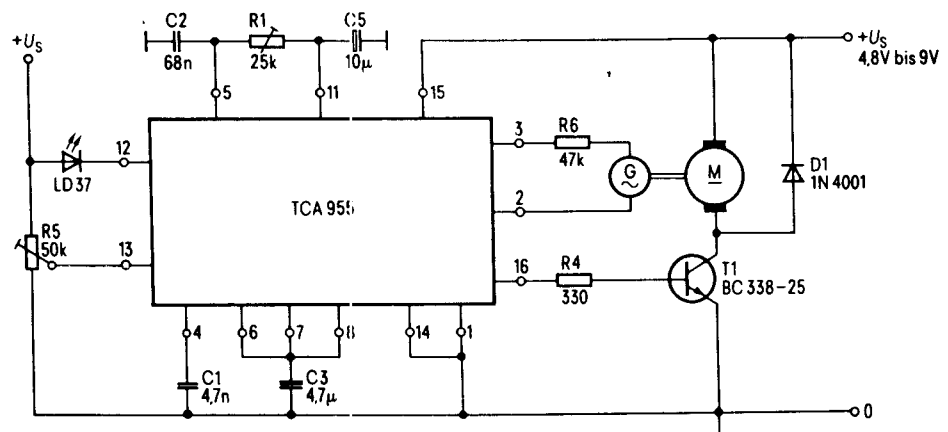 C2
R1
C5
+U_S
68n
25k
10µ
+U_S
4,8V bis 9V
5
11
15
12
3
R6
47k
LD37
G
M
D1
1N 4001
TCA 955
2
R5
50k
13
16
R4
330
T1
BC 338-25
4
6
7
8
14
1
C1
4,7n
C3
4,7µ
0